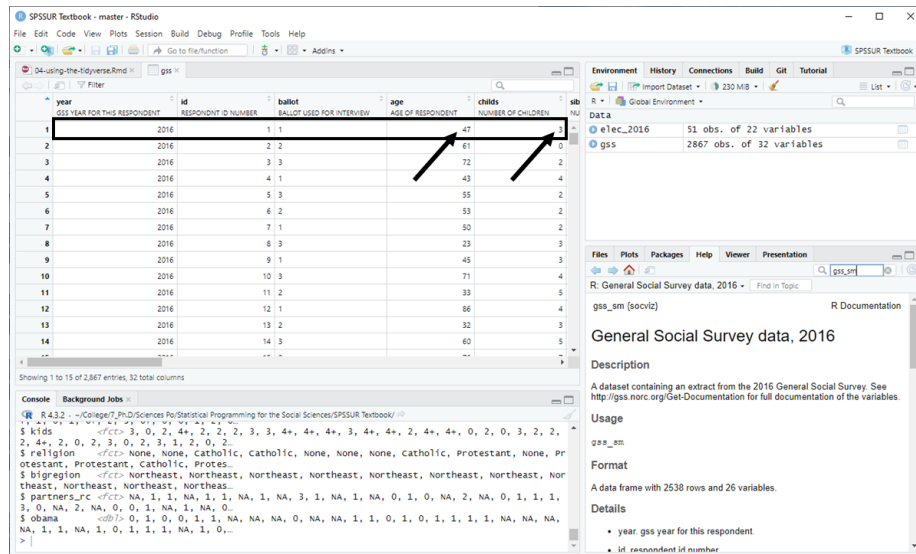 SPSSUR Textbook - master - RStudio
File Edit Code View Plots Session Build Debug Profile Tools Help
Go to file/function Addins SPSSUR Textbook
04-using-the-tidyverse.Rmd gss
Filter
year id ballot age childs sib
GSS YEAR FOR THIS RESPONDENT RESPONDNT ID NUMBER BALLOT USED FOR INTERVIEW AGE OF RESPONDENT NUMBER OF CHILDREN NU
1 2016 1 1 47 3
2 2016 2 2 61 0
3 2016 3 3 72 2
4 2016 4 1 43 4
5 2016 5 3 55 2
6 2016 6 2 53 2
7 2016 7 1 50 2
8 2016 8 3 23 3
9 2016 9 1 45 3
10 2016 10 3 71 4
11 2016 11 2 33 5
12 2016 12 1 86 4
13 2016 13 2 32 3
14 2016 14 3 60 5
Showing 1 to 15 of 2,867 entries, 32 total columns
Console Background Jobs
R 4.3.2 · ~/College/7_Ph.D/Sciences Po/Statistical Programming for the Social Sciences/SPSSUR Textbook/
$ kids <fct> 3, 0, 2, 4+, 2, 2, 2, 3, 3, 4+, 4+, 4+, 3, 4+, 4+, 2, 4+, 4+, 0, 2, 0, 3, 2, 2,
2, 4+, 2, 0, 2, 3, 0, 2, 3, 1, 2, 0, 2…
$ religion <fct> None, None, Catholic, Catholic, None, None, None, Catholic, Protestant, None, Pr
otestant, Protestant, Catholic, Protes…
$ bigregion <fct> Northeast, Northeast, Northeast, Northeast, Northeast, Northeast, Northeast, Nor
theast, Northeast, Northeast, Northeas…
$ partners_rc <fct> NA, 1, 1, NA, 1, 1, NA, 1, NA, 3, 1, NA, 1, NA, 0, 1, 0, NA, 2, NA, 0, 1, 1, 1,
3, 0, NA, 2, NA, 0, 0, 1, NA, 1, NA, 0…
$ obama <dbl> 0, 1, 0, 0, 1, 1, NA, NA, NA, 0, NA, NA, 1, 1, 0, 1, 0, 1, 1, 1, 1, NA, NA, NA,
NA, 1, 1, NA, 1, 0, 1, 1, 1, NA, 1, 0,…
>
Environment History Connections Build Git Tutorial
Import Dataset 230 MiB List
R Global Environment
Data
elec_2016 51 obs. of 22 variables
gss 2867 obs. of 32 variables
Files Plots Packages Help Viewer Presentation
gss_sm
R: General Social Survey data, 2016 Find in Topic
gss_sm {socviz} R Documentation
General Social Survey data, 2016
Description
A dataset containing an extract from the 2016 General Social Survey. See
http://gss.norc.org/Get-Documentation for full documentation of the variables.
Usage
gss_sm
Format
A data frame with 2538 rows and 26 variables.
Details
• year. gss year for this respondent.
• id. respondent id number